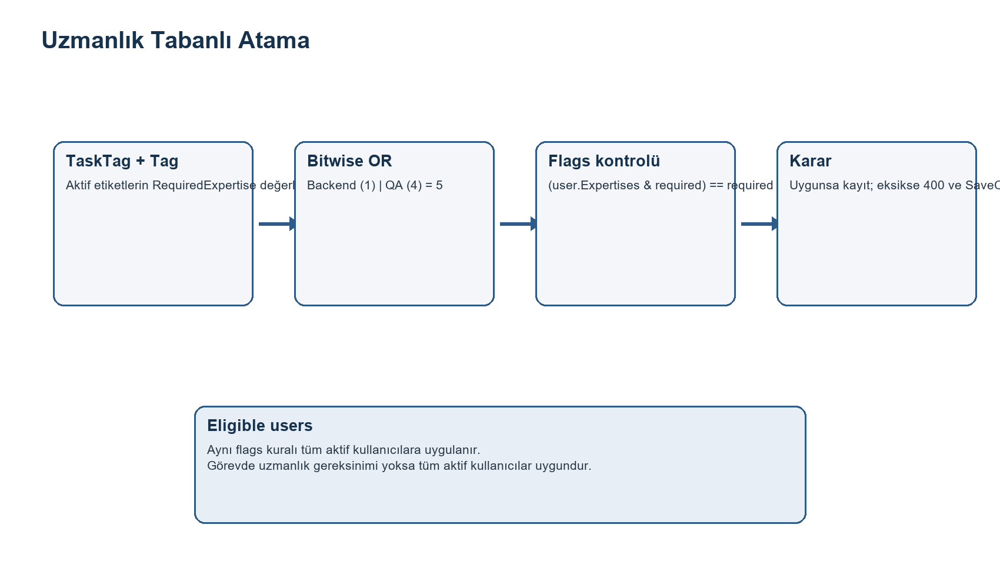 Uzmanlık Tabanlı Atama
TaskTag + Tag
Aktif etiketlerin RequiredExpertise
Bitwise OR
Backend (1) | QA (4) = 5
Flags kontrolü
(user.Expertises & required) == required
Karar
Uygunsa kayıt; eksikse 400 ve
Eligible users
Aynı flags kuralı tüm aktif kullanıcılara uygulanır.
Görevde uzmanlık gereksinimi yoksa tüm aktif kullanıcılar uygundur.